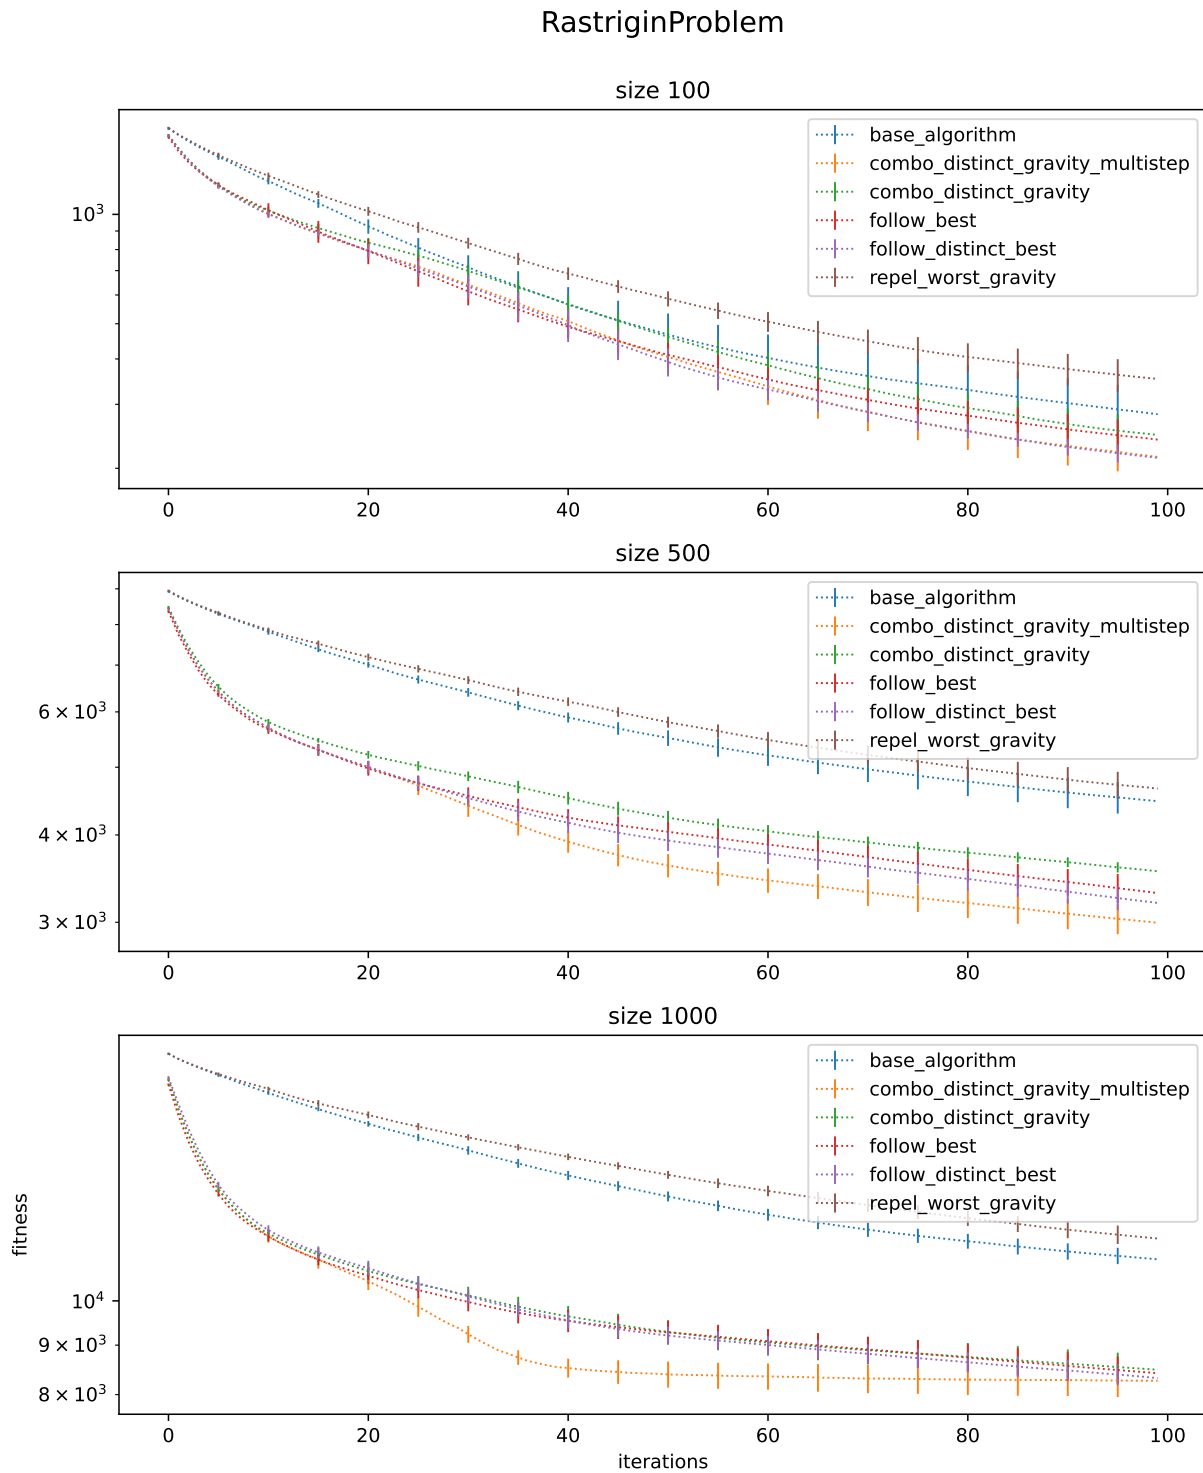 RastriginProblem
size 100
10³
base_algorithm
combo_distinct_gravity_multistep
combo_distinct_gravity
follow_best
follow_distinct_best
repel_worst_gravity
0 20 40 60 80 100
size 500
6 × 10³
4 × 10³
3 × 10³
base_algorithm
combo_distinct_gravity_multistep
combo_distinct_gravity
follow_best
follow_distinct_best
repel_worst_gravity
0 20 40 60 80 100
size 1000
fitness
10⁴
9 × 10³
8 × 10³
base_algorithm
combo_distinct_gravity_multistep
combo_distinct_gravity
follow_best
follow_distinct_best
repel_worst_gravity
0 20 40 60 80 100
iterations